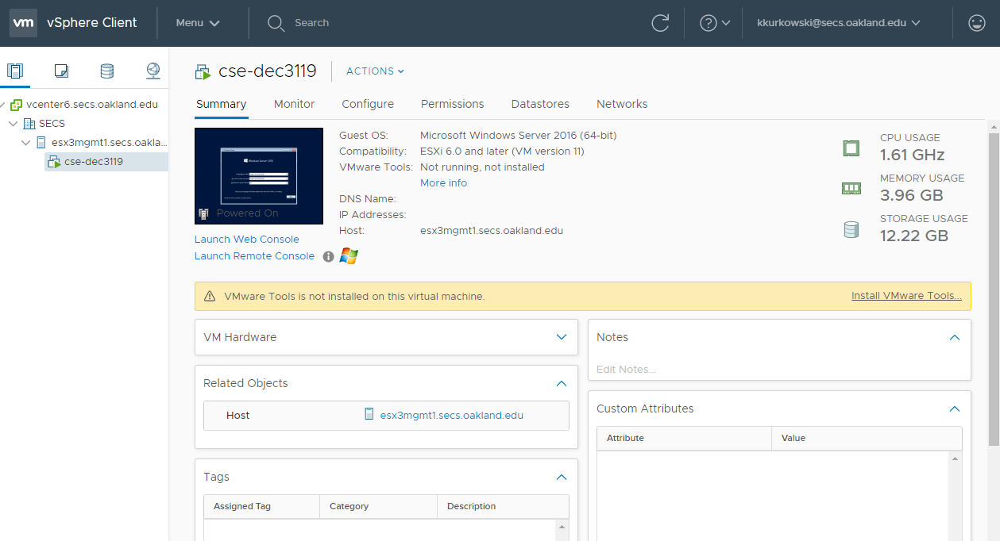 vm vSphere Client Menu Search kkurkowski@secs.oakland.edu
vcenter6.secs.oakland.edu
SECS
esx3mgmt1.secs.oakla...
cse-dec3119
cse-dec3119 ACTIONS
Summary Monitor Configure Permissions Datastores Networks
Windows Server 2016
Powered On
Launch Web Console
Launch Remote Console
Guest OS: Microsoft Windows Server 2016 (64-bit)
Compatibility: ESXi 6.0 and later (VM version 11)
VMware Tools: Not running, not installed
More info
DNS Name:
IP Addresses:
Host: esx3mgmt1.secs.oakland.edu
CPU USAGE
1.61 GHz
MEMORY USAGE
3.96 GB
STORAGE USAGE
12.22 GB
VMware Tools is not installed on this virtual machine. Install VMware Tools...
VM Hardware
Related Objects
Host esx3mgmt1.secs.oakland.edu
Tags
Assigned Tag Category Description
Notes
Edit Notes...
Custom Attributes
Attribute Value